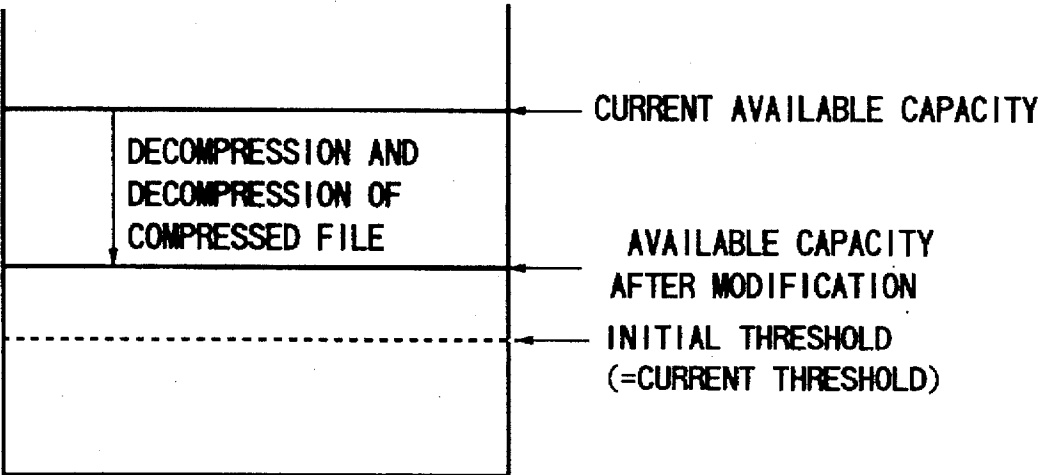 CURRENT AVAILABLE CAPACITY
DECOMPRESSION AND
DECOMPRESSION OF
COMPRESSED FILE
AVAILABLE CAPACITY
AFTER MODIFICATION
INITIAL THRESHOLD
(=CURRENT THRESHOLD)